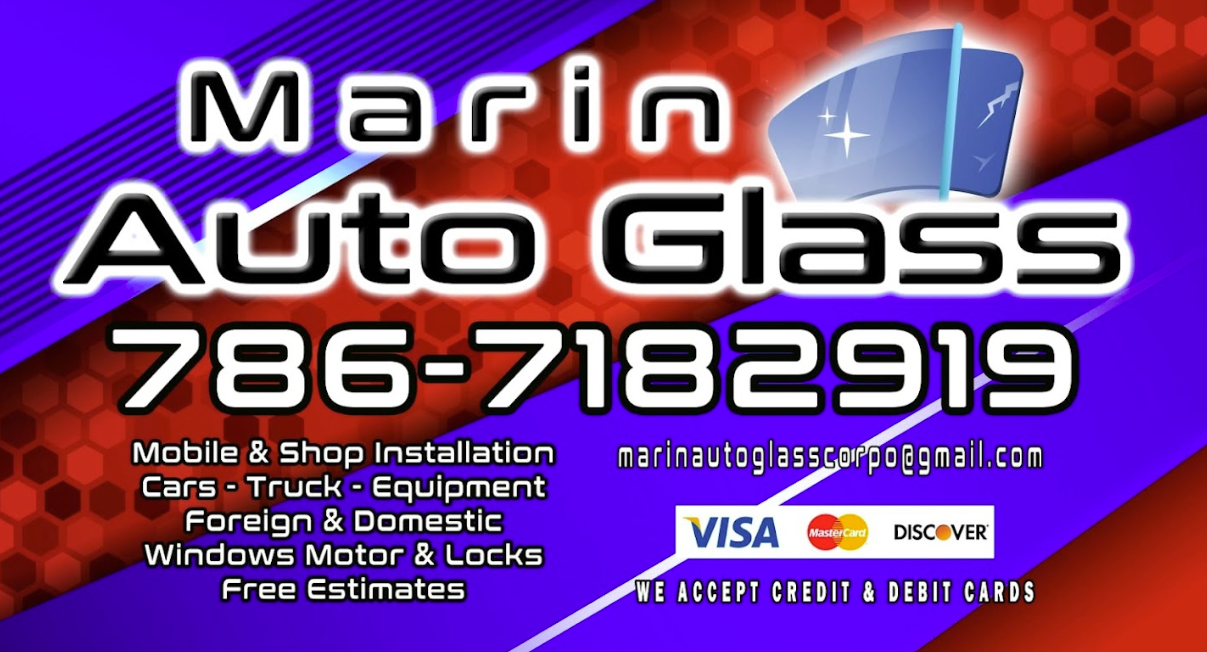 Marin
Auto Glass
786-7182919
Mobile & Shop Installation
Cars - Truck - Equipment
Foreign & Domestic
Windows Motor & Locks
Free Estimates
marinautoglasscorpo@gmail.com
VISA MasterCard DISCOVER
WE ACCEPT CREDIT & DEBIT CARDS